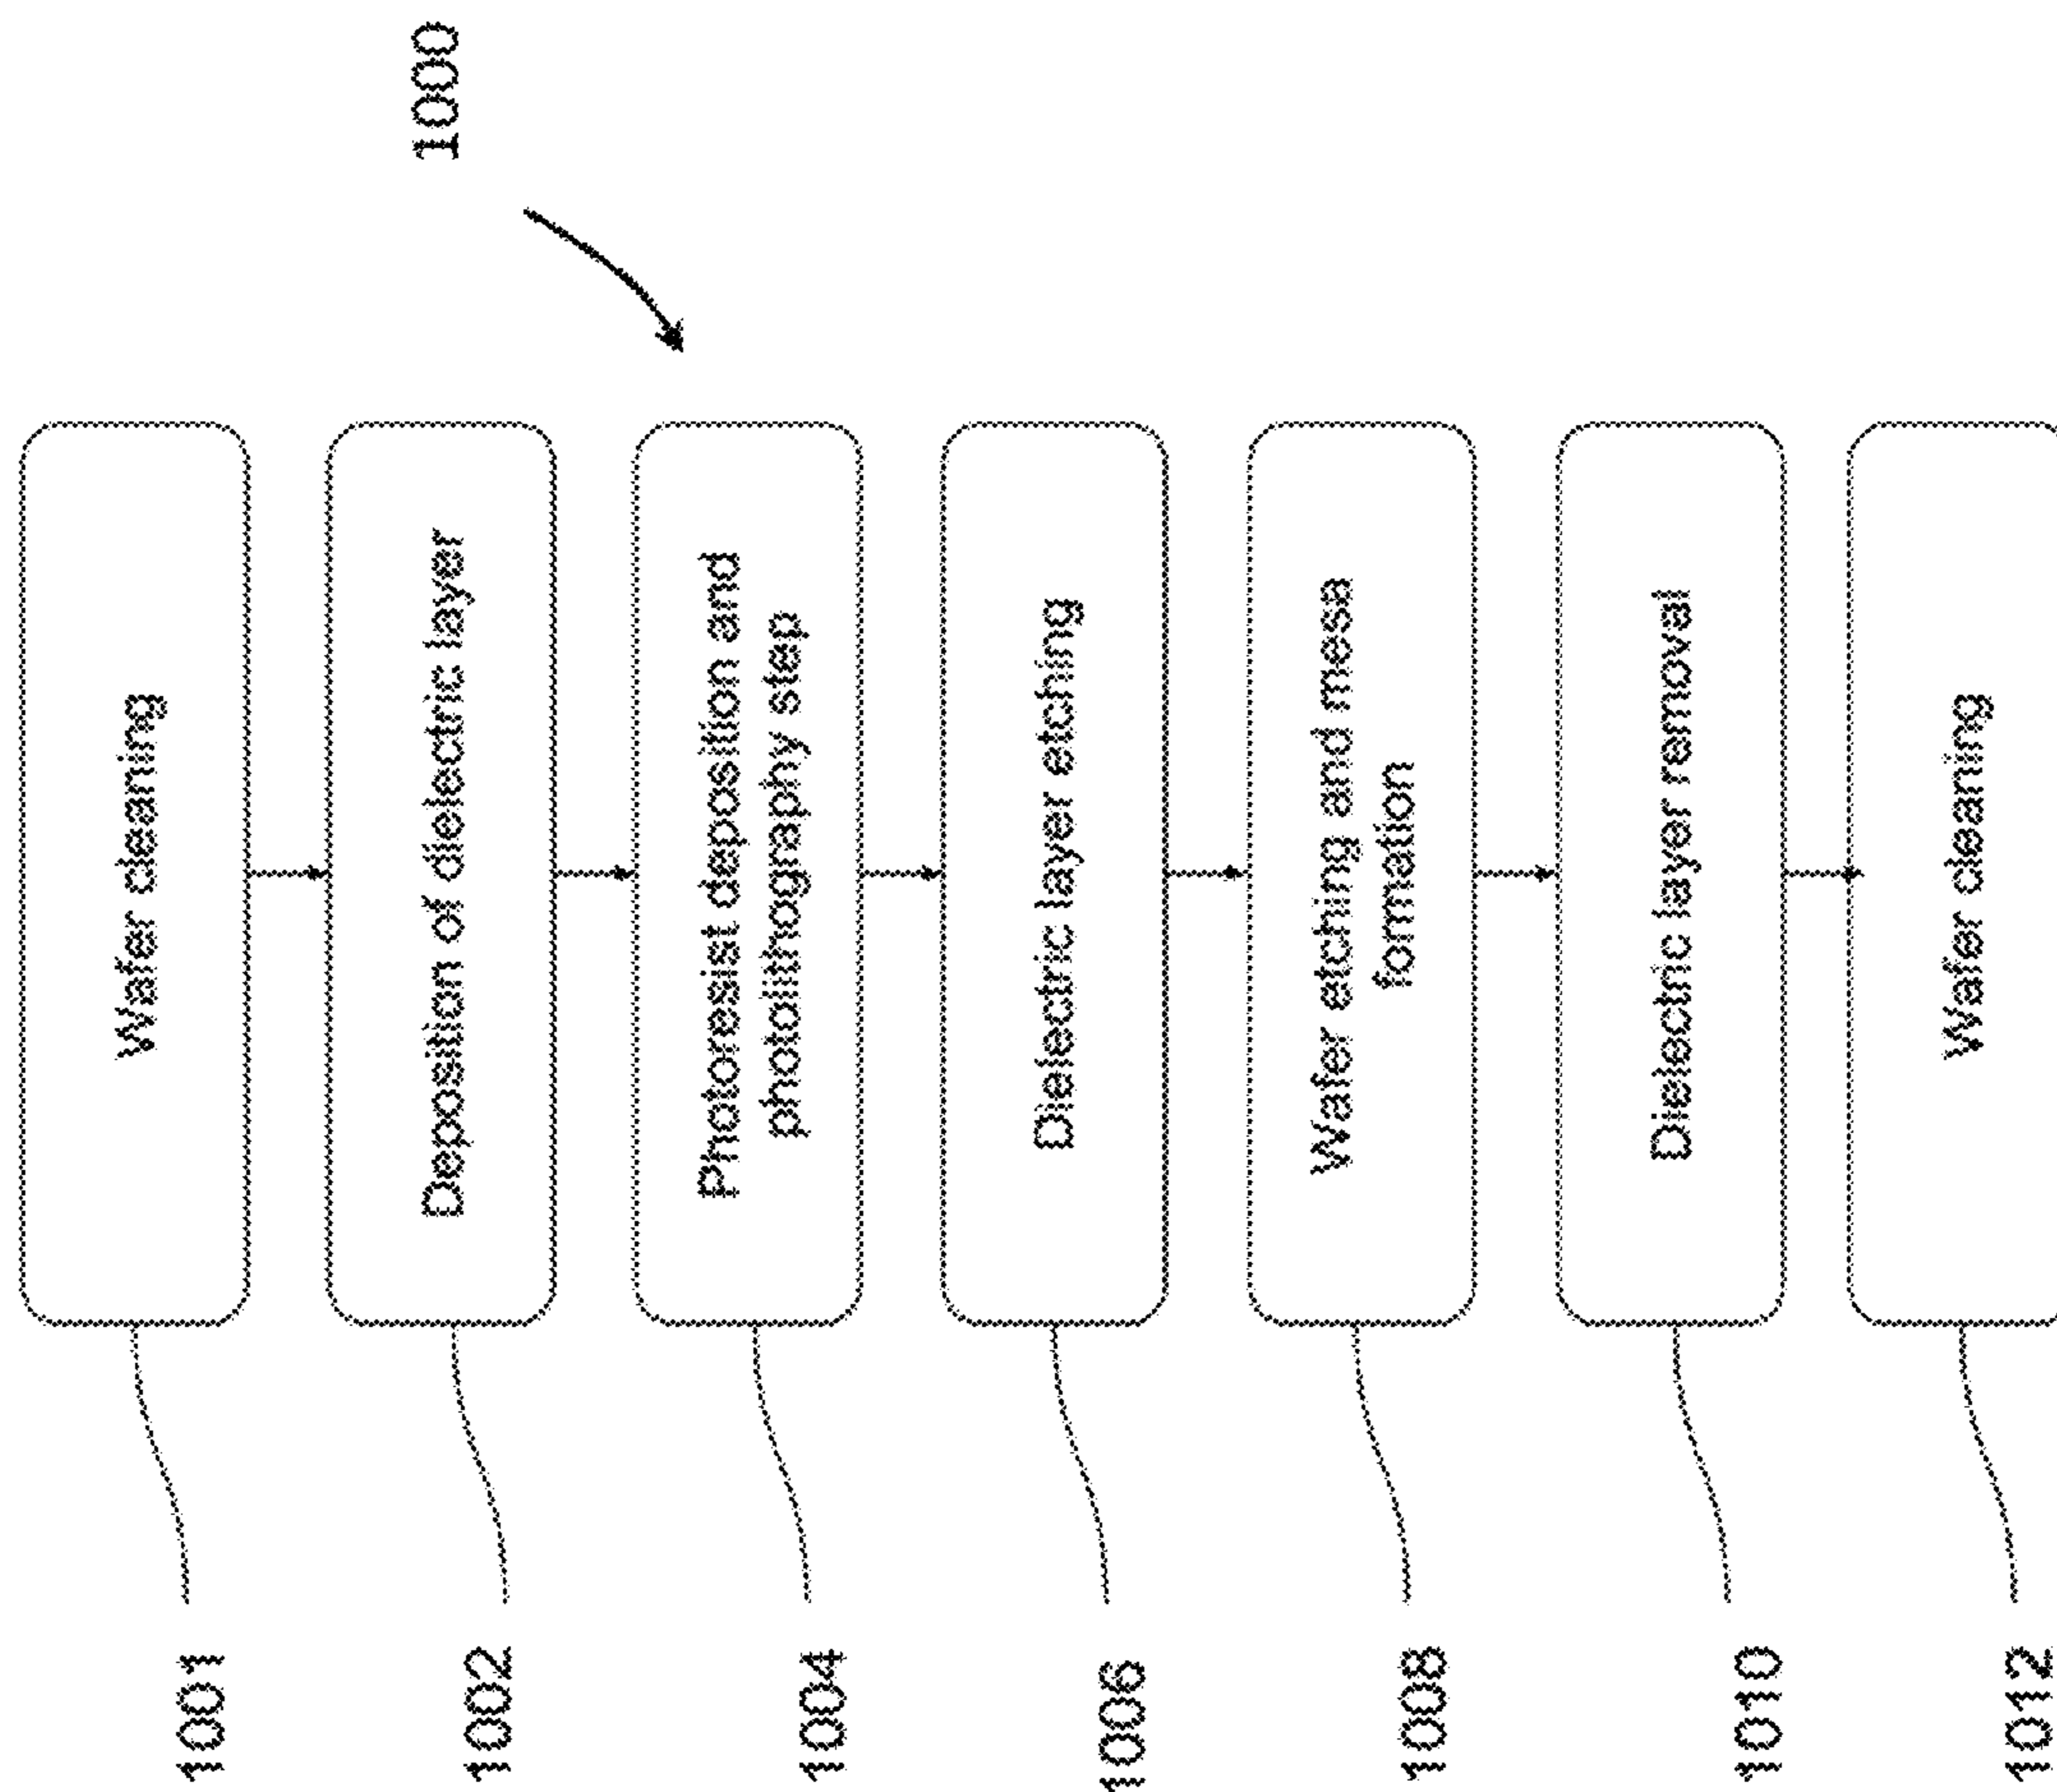 1000
1001
Wafer cleaning
1002
Deposition of dielectric layer
1004
Photoresist deposition and
photolithography step
1006
Dielectric layer etching
1008
Wafer etching and mesa
formation
1010
Dielectric layer removal
1012
Wafer cleaning